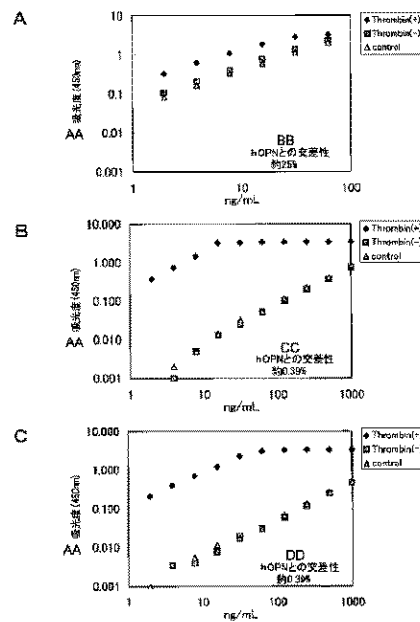 A
10
1
0.1
0.01
0.001
吸光度(450nm)
AA
◆ Thrombin(+)
Thrombin(-)
△ control
BB
hOPNとの交差性
約25%
1
10
100
ng/mL
B
10.000
1.000
0.100
0.010
0.001
吸光度(450nm)
AA
◆ Thrombin(+)
Thrombin(-)
△ control
CC
hOPNとの交差性
約0.39%
1
10
100
1000
ng/mL
C
10.000
1.000
0.100
0.010
0.001
吸光度(450nm)
AA
◆ Thrombin(+)
Thrombin(-)
△ control
DD
hOPNとの交差性
約0.39%
1
10
100
1000
ng/mL